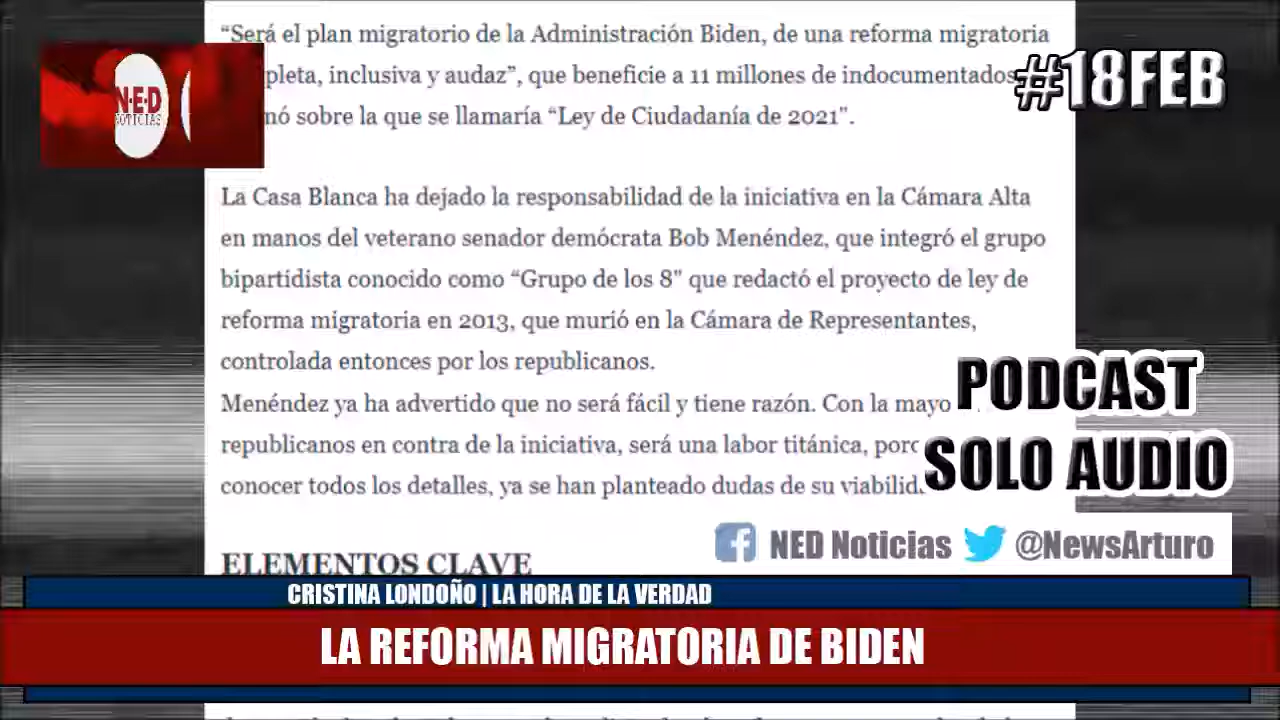 “Será el plan migratorio de la Administración Biden, de una reforma migratoria
pleta, inclusiva y audaz”, que beneficie a 11 millones de indocumentados
nó sobre la que se llamaría “Ley de Ciudadanía de 2021”.
#18FEB
N·E·D
NOTICIAS
La Casa Blanca ha dejado la responsabilidad de la iniciativa en la Cámara Alta
en manos del veterano senador demócrata Bob Menéndez, que integró el grupo
bipartidista conocido como “Grupo de los 8” que redactó el proyecto de ley de
reforma migratoria en 2013, que murió en la Cámara de Representantes,
controlada entonces por los republicanos.
Menéndez ya ha advertido que no será fácil y tiene razón. Con la mayo
republicanos en contra de la iniciativa, será una labor titánica, porq
conocer todos los detalles, ya se han planteado dudas de su viabilid
PODCAST
SOLO AUDIO
NED Noticias @NewsArturo
ELEMENTOS CLAVE
CRISTINA LONDOÑO | LA HORA DE LA VERDAD
LA REFORMA MIGRATORIA DE BIDEN